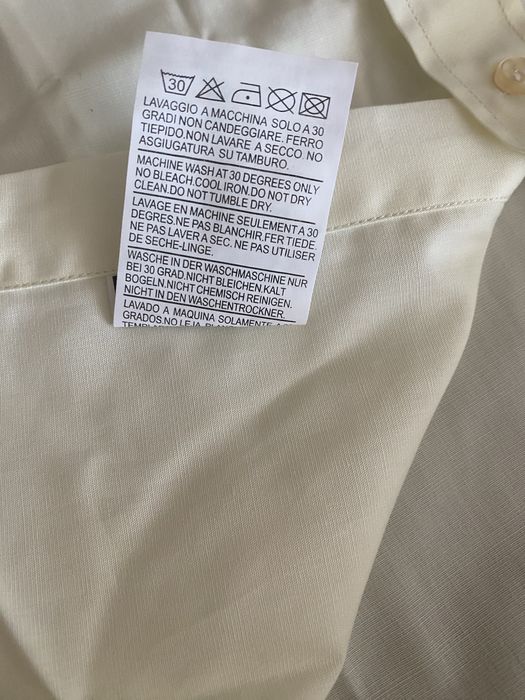 30
LAVAGGIO A MACCHINA SOLO A 30
GRADI NON CANDEGGIARE. FERRO
TIEPIDO.NON LAVARE A SECCO. NO
ASGIUGATURA SU TAMBURO.
MACHINE WASH AT 30 DEGREES ONLY
NO BLEACH.COOL IRON.DO NOT DRY
CLEAN.DO NOT TUMBLE DRY.
LAVAGE EN MACHINE SEULEMENT A 30
DEGRES.NE PAS BLANCHIR.FER TIEDE.
NE PAS LAVER A SEC. NE PAS UTILISER
DE SECHE-LINGE.
WASCHE IN DER WASCHMASCHINE NUR
BEI 30 GRAD.NICHT BLEICHEN.KALT
BOGELN.NICHT CHEMISCH REINIGEN.
NICHT IN DEN WASCHENTROCKNER.
LAVADO A MAQUINA SOLAMENTE A
GRADOS.NO